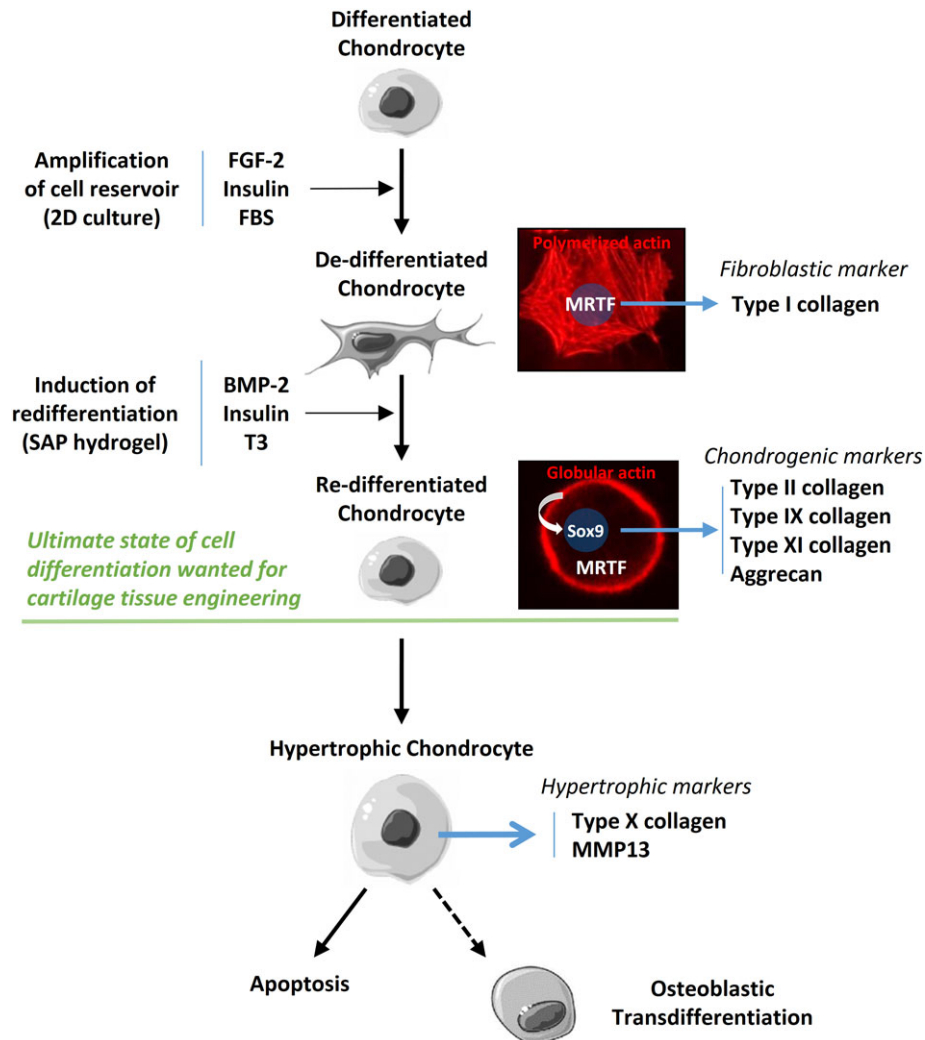 Differentiated
Chondrocyte
Amplification
of cell reservoir
(2D culture)
FGF-2
Insulin
FBS
De-differentiated
Chondrocyte
Polymerized actin
MRTF
Fibroblastic marker
Type I collagen
Induction of
redifferentiation
(SAP hydrogel)
BMP-2
Insulin
T3
Re-differentiated
Chondrocyte
Globular actin
Sox9
MRTF
Chondrogenic markers
Type II collagen
Type IX collagen
Type XI collagen
Aggrecan
Ultimate state of cell
differentiation wanted for
cartilage tissue engineering
Hypertrophic Chondrocyte
Hypertrophic markers
Type X collagen
MMP13
Apoptosis
Osteoblastic
Transdifferentiation